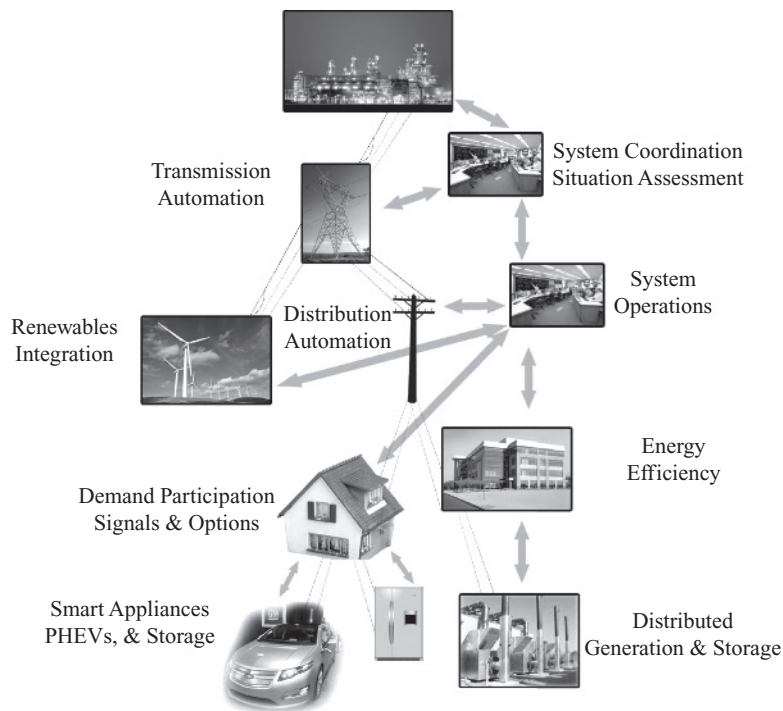 Transmission
Automation
System Coordination
Situation Assessment
Renewables
Integration
Distribution
Automation
System
Operations
Demand Participation
Signals & Options
Energy
Efficiency
Smart Appliances
PHEVs, & Storage
Distributed
Generation & Storage